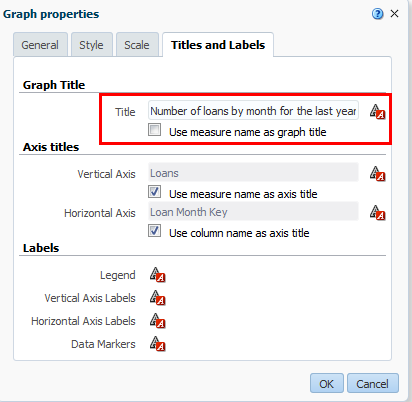 Graph properties
General Style Scale Titles and Labels
Graph Title
Title Number of loans by month for the last year
Use measure name as graph title
Axis titles
Vertical Axis Loans
Use measure name as axis title
Horizontal Axis Loan Month Key
Use column name as axis title
Labels
Legend
Vertical Axis Labels
Horizontal Axis Labels
Data Markers
OK Cancel